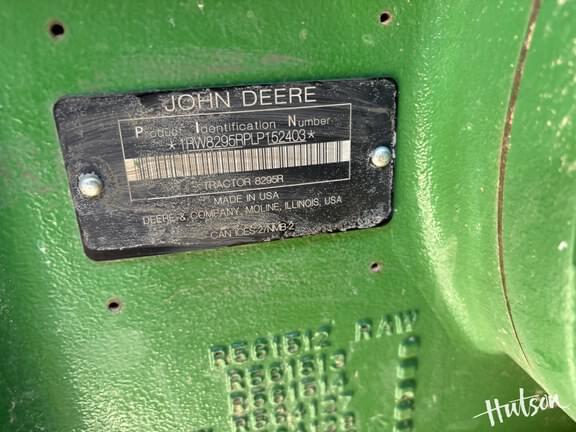 JOHN DEERE
Product Identification Number
*1RW8295RPLP152403*
TRACTOR 8295R
MADE IN USA
DEERE & COMPANY, MOLINE, ILLINOIS, USA
CAN ICES-2/NMB-2
R561512 RAW
R561513
R561514
Hutson